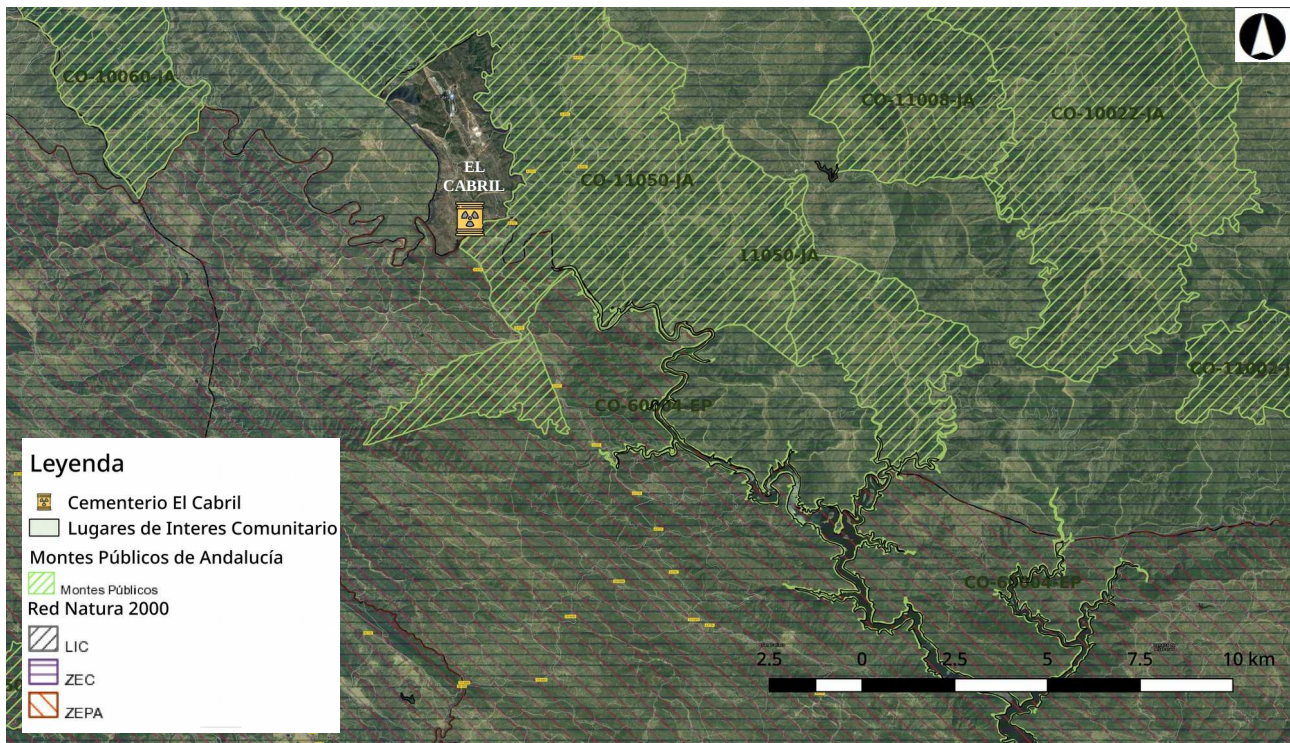 CO-10060-JA
CO-11008-JA
CO-10022-JA
EL
CABRIL
CO-11050-JA
11050-JA
CO-11002-
CO-60004-EP
CO-60004-EP
Leyenda
Cementerio El Cabril
Lugares de Interes Comunitario
Montes Públicos de Andalucía
Montes Públicos
Red Natura 2000
LIC
ZEC
ZEPA
2.5 0 2.5 5 7.5 10 km